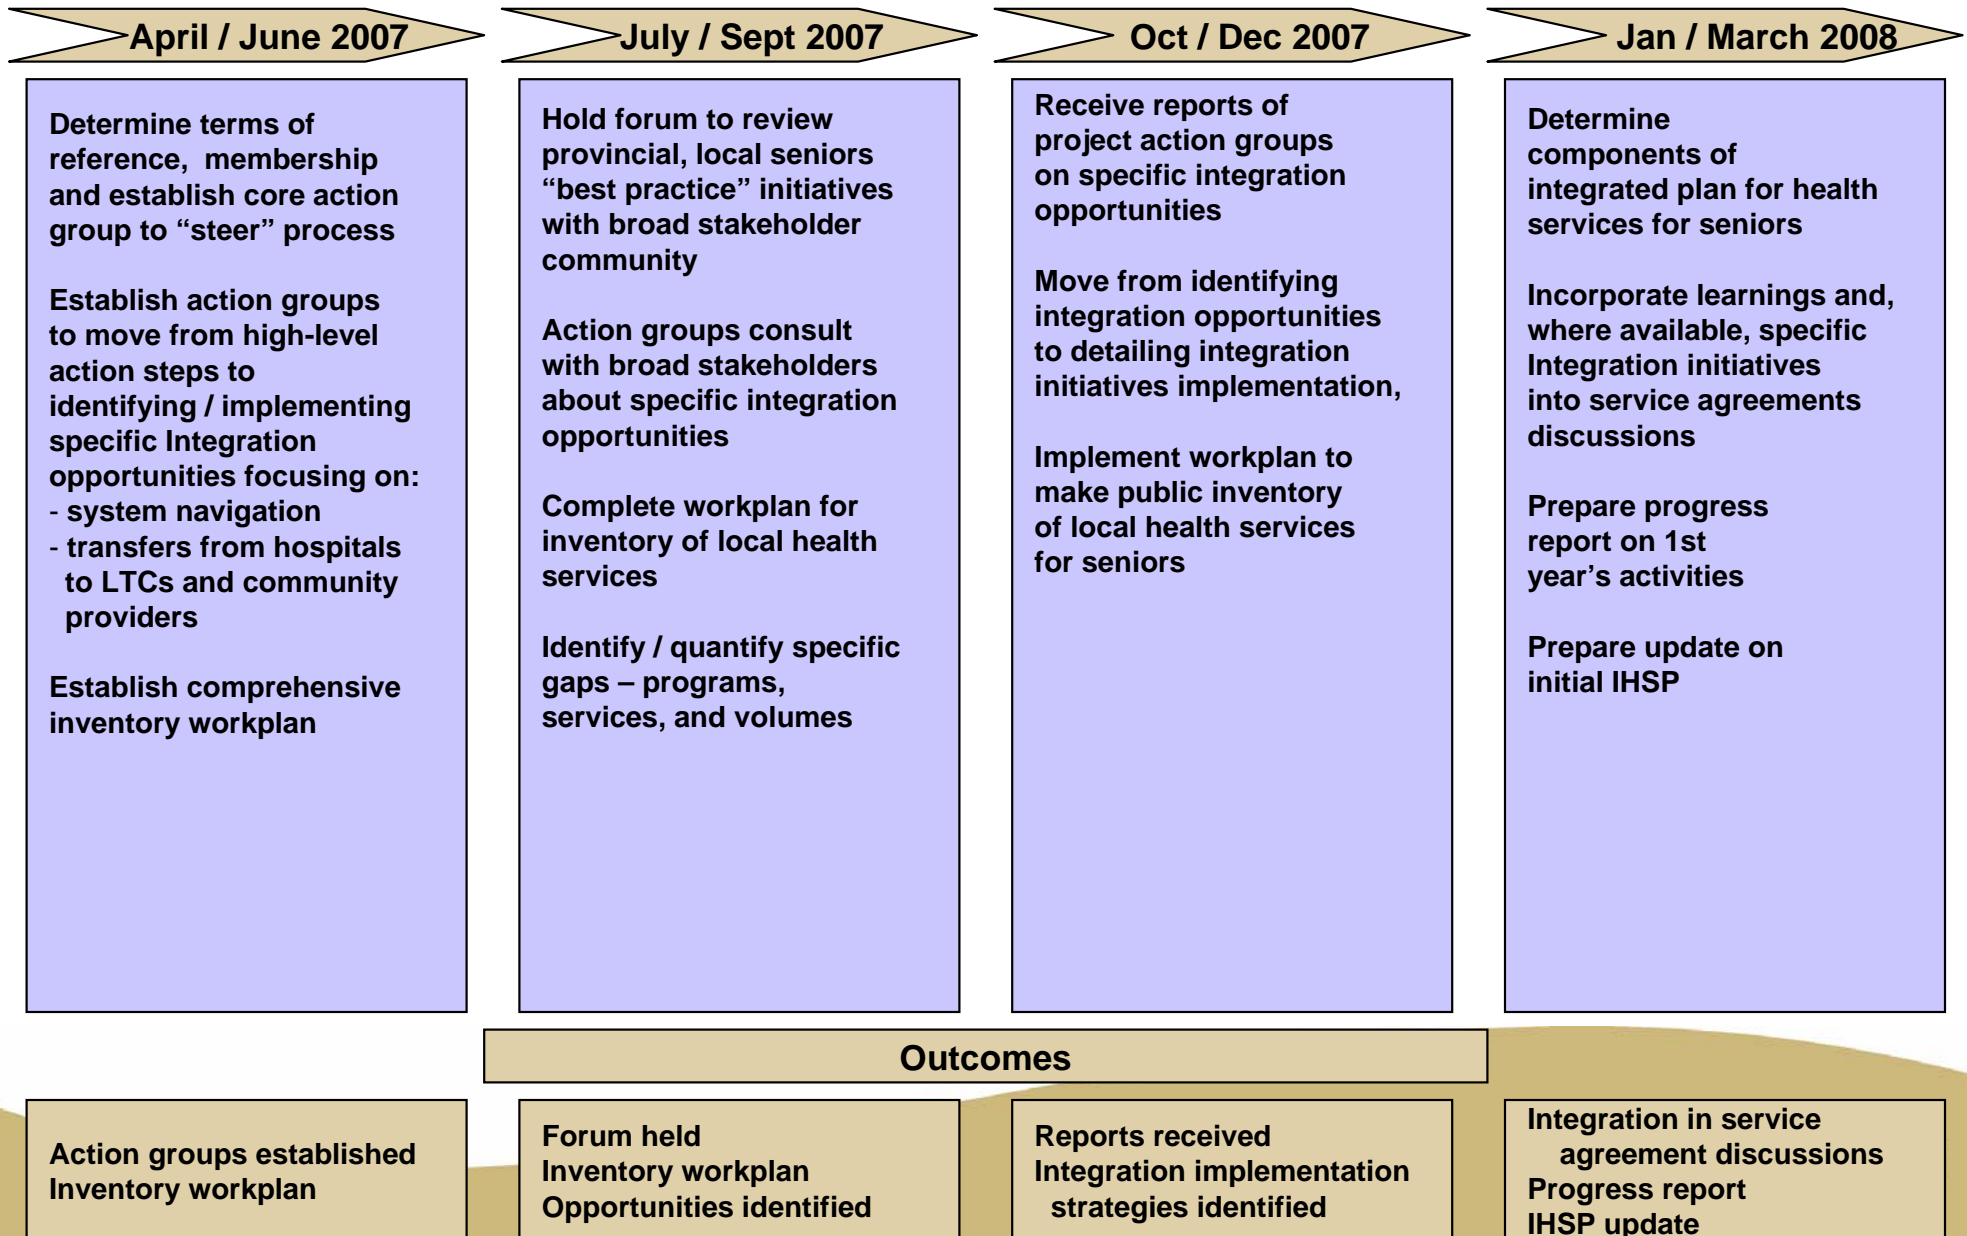 April / June 2007
July / Sept 2007
Oct / Dec 2007
Jan / March 2008
Determine terms of
reference,  membership
and establish core action
group to “steer” process
Establish action groups
to move from high-level
action steps to
identifying / implementing
specific Integration
opportunities focusing on:
- system navigation
- transfers from hospitals
to LTCs and community
providers
Establish comprehensive
inventory workplan
Hold forum to review
provincial, local seniors
“best practice” initiatives
with broad stakeholder
community
Action groups consult
with broad stakeholders
about specific integration
opportunities
Complete workplan for
inventory of local health
services
Identify / quantify specific
gaps – programs,
services, and volumes
Receive reports of
project action groups
on specific integration
opportunities
Move from identifying
integration opportunities
to detailing integration
initiatives implementation,
Implement workplan to
make public inventory
of local health services
for seniors
Determine
components of
integrated plan for health
services for seniors
Incorporate learnings and,
where available, specific
Integration initiatives
into service agreements
discussions
Prepare progress
report on 1st
year’s activities
Prepare update on
initial IHSP
Outcomes
Action groups established
Inventory workplan
Forum held
Inventory workplan
Opportunities identified
Reports received
Integration implementation
strategies identified
Integration in service
agreement discussions
Progress report
IHSP update